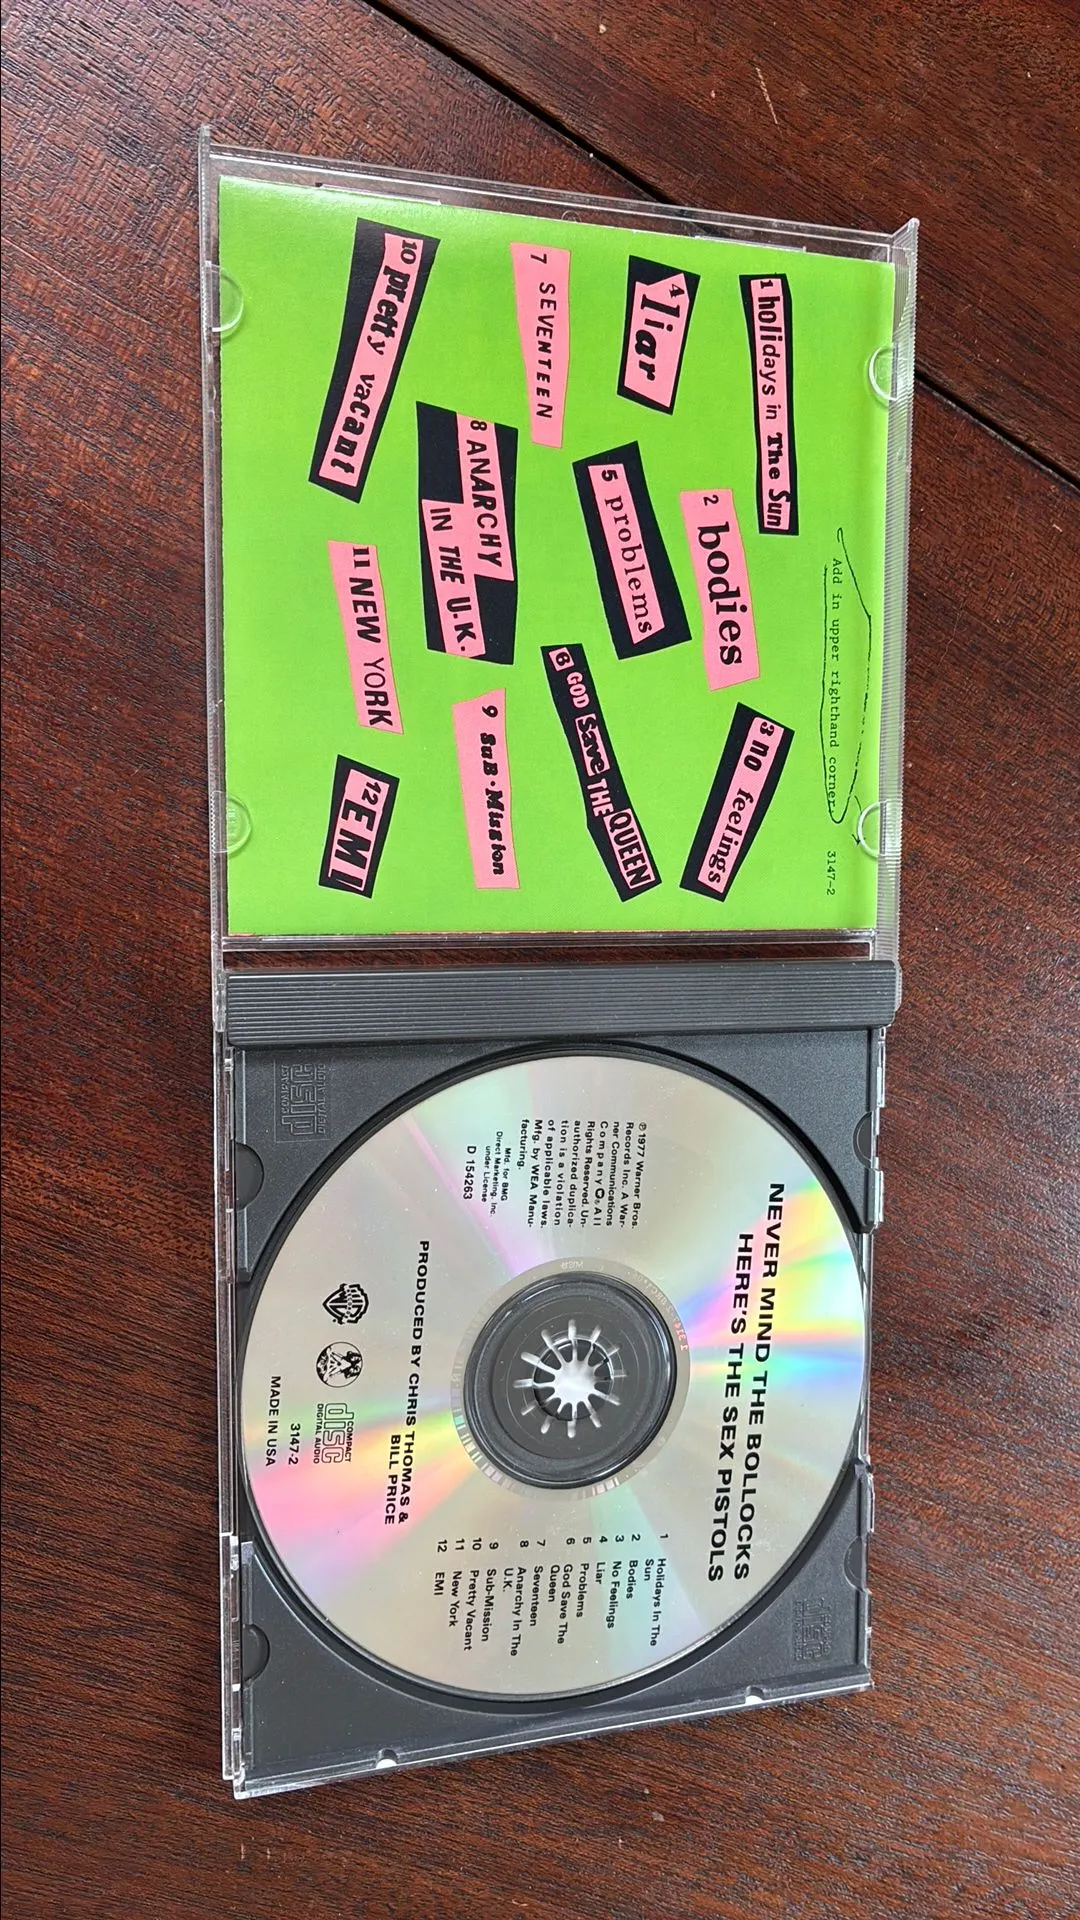 Add in upper righthand corner
3147-2
1 holidays in The Sun
2 bodies
3 no feelings
4 liar
5 problems
6 GOD Save THE QUEEN
7 SEVENTEEN
8 ANARCHY
IN THE U.K.
9 SuB•Mission
10 pretty vacant
11 NEW YORK
12 EMI
NEVER MIND THE BOLLOCKS
HERE'S THE SEX PISTOLS
℗ 1977 Warner Bros.
Records Inc. A War-
ner Communications
Company. All
Rights Reserved. Un-
authorized duplica-
tion is a violation
of applicable laws.
Mfg. by WEA Manu-
facturing.
Mfd. for BMG
Direct Marketing, Inc.
under License
D 154263
1 Holidays In The
Sun
2 Bodies
3 No Feelings
4 Liar
5 Problems
6 God Save The
Queen
7 Seventeen
8 Anarchy In The
U.K.
9 Sub-Mission
10 Pretty Vacant
11 New York
12 EMI
PRODUCED BY CHRIS THOMAS &
BILL PRICE
COMPACT
disc
DIGITAL AUDIO
3147-2
MADE IN USA